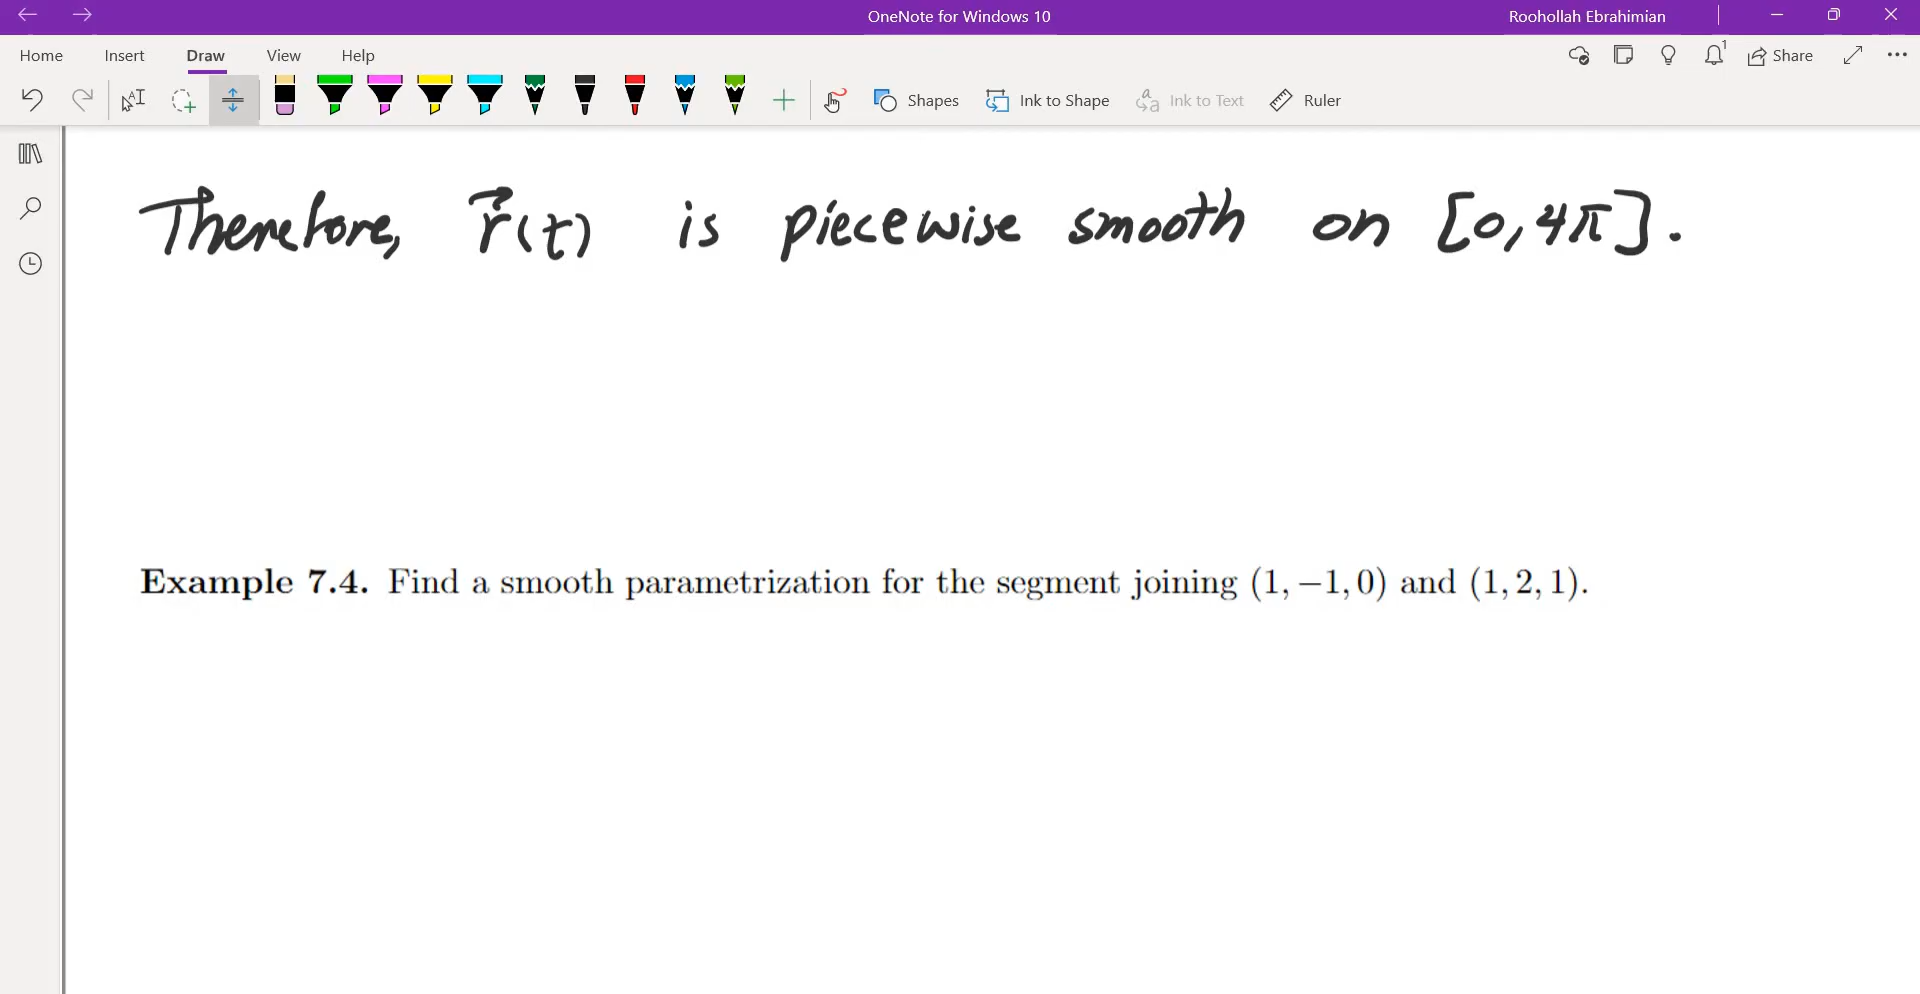 OneNote for Windows 10
Roohollah Ebrahimian
Home Insert Draw View Help
1
Share
Shapes Ink to Shape Ink to Text Ruler
Therefore, r⃗(t) is piecewise smooth on [0, 4π].
Example 7.4. Find a smooth parametrization for the segment joining (1, −1, 0) and (1, 2, 1).